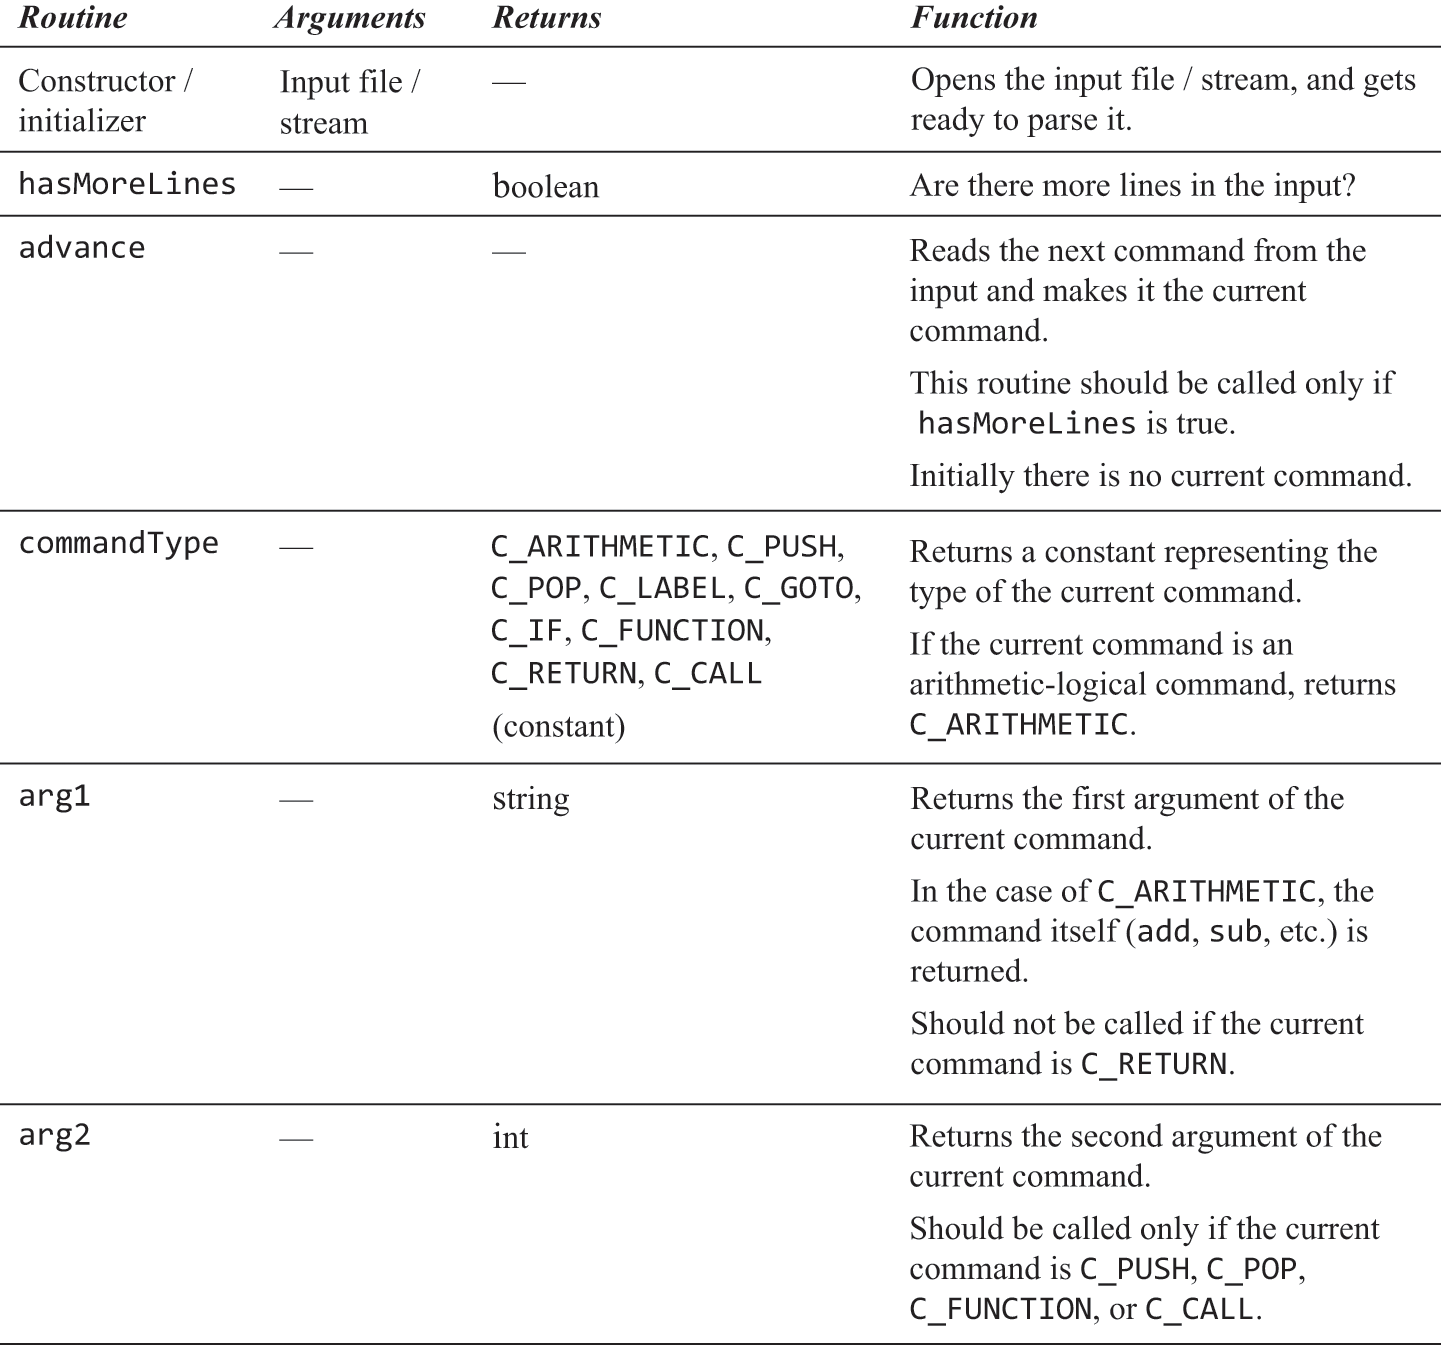 Routine Arguments Returns Function
Constructor / Input file / — Opens the input file / stream, and gets
initializer stream ready to parse it.
hasMoreLines — boolean Are there more lines in the input?
advance — — Reads the next command from the
input and makes it the current
command.
This routine should be called only if
hasMoreLines is true.
Initially there is no current command.
commandType — C_ARITHMETIC, C_PUSH, Returns a constant representing the
C_POP, C_LABEL, C_GOTO, type of the current command.
C_IF, C_FUNCTION, If the current command is an
C_RETURN, C_CALL arithmetic-logical command, returns
(constant) C_ARITHMETIC.
arg1 — string Returns the first argument of the
current command.
In the case of C_ARITHMETIC, the
command itself (add, sub, etc.) is
returned.
Should not be called if the current
command is C_RETURN.
arg2 — int Returns the second argument of the
current command.
Should be called only if the current
command is C_PUSH, C_POP,
C_FUNCTION, or C_CALL.